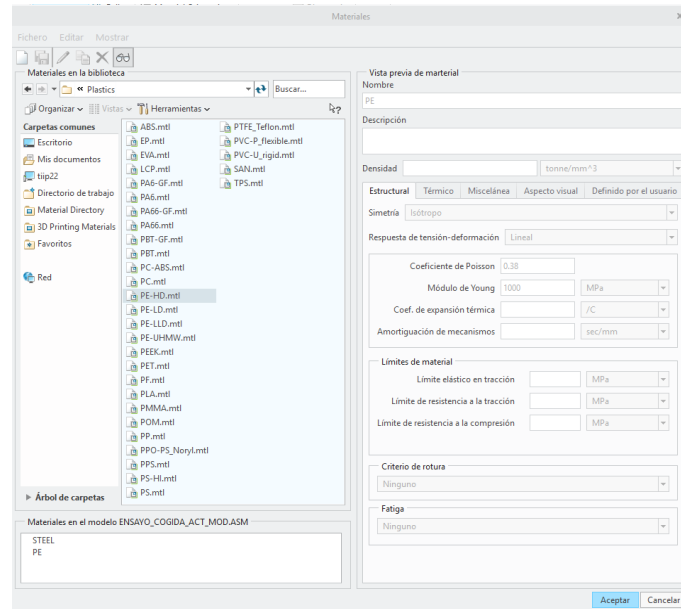 Materiales
Fichero Editar Mostrar
Materiales en la biblioteca
« Plastics
Buscar...
Organizar
Vistas
Herramientas
Carpetas comunes
Escritorio
Mis documentos
tiip22
Directorio de trabajo
Material Directory
3D Printing Materials
Favoritos
Red
Árbol de carpetas
ABS.mtl
EP.mtl
EVA.mtl
LCP.mtl
PA6-GF.mtl
PA6.mtl
PA66-GF.mtl
PA66.mtl
PBT-GF.mtl
PBT.mtl
PC-ABS.mtl
PC.mtl
PE-HD.mtl
PE-LD.mtl
PE-LLD.mtl
PE-UHMW.mtl
PEEK.mtl
PET.mtl
PF.mtl
PLA.mtl
PMMA.mtl
POM.mtl
PP.mtl
PPO-PS_Noryl.mtl
PPS.mtl
PS-HI.mtl
PS.mtl
PTFE_Teflon.mtl
PVC-P_flexible.mtl
PVC-U_rigid.mtl
SAN.mtl
TPS.mtl
Materiales en el modelo ENSAYO_COGIDA_ACT_MOD.ASM
STEEL
PE
Vista previa de marterial
Nombre
PE
Descripción
Densidad tonne/mm^3
Estructural Térmico Miscelánea Aspecto visual Definido por el usuario
Simetría Isótropo
Respuesta de tensión-deformación Lineal
Coeficiente de Poisson 0.38
Módulo de Young 1000 MPa
Coef. de expansión térmica /C
Amortiguación de mecanismos sec/mm
Límites de material
Límite elástico en tracción MPa
Límite de resistencia a la tracción MPa
Límite de resistencia a la compresión MPa
Criterio de rotura
Ninguno
Fatiga
Ninguno
Aceptar Cancelar